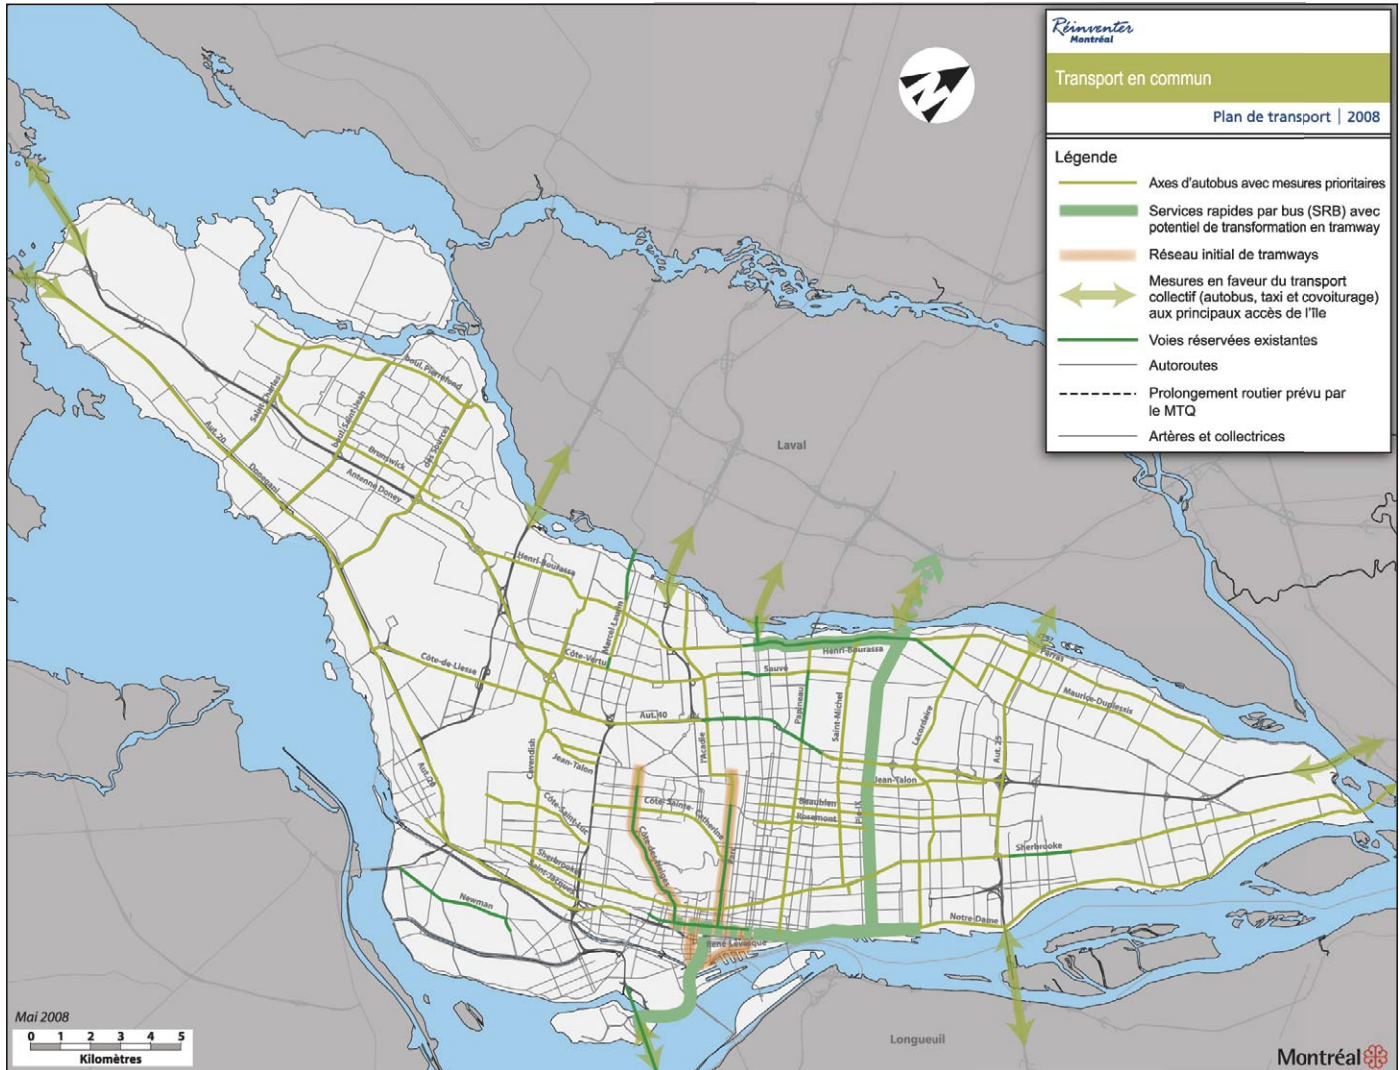 Réinventer
Montréal
Transport en commun
Plan de transport | 2008
Légende
Axes d'autobus avec mesures prioritaires
Services rapides par bus (SRB) avec
potentiel de transformation en tramway
Réseau initial de tramways
Mesures en faveur du transport
collectif (autobus, taxi et covoiturage)
aux principaux accès de l'île
Voies réservées existantes
Autoroutes
Prolongement routier prévu par
le MTQ
Artères et collectrices
N
Laval
boul. Pierrefond
Saint-Charles
boul. Saint-Jean
des Sources
Aut. 20
Brunswick
Antenne Doney
Donegani
Henri-Bourassa
Marcel-Laurin
Côte-Vertu
Côte-de-Liesse
Sauvé
Henri-Bourassa
Perras
Maurice-Duplessis
Papineau
Saint-Michel
Lacordaire
Aut. 25
Aut. 40
l'Acadie
Cavendish
Jean-Talon
Jean-Talon
Aut. 20
Côte-Sainte-Catherine
Beaubien
Rosemont
Pie-IX
Côte-Saint-Luc
Côte-des-Neiges
Parc
Sherbrooke
Sherbrooke
Saint-Jacques
Newman
Notre-Dame
René-Lévesque
Longueuil
Mai 2008
0 1 2 3 4 5
Kilomètres
Montréal